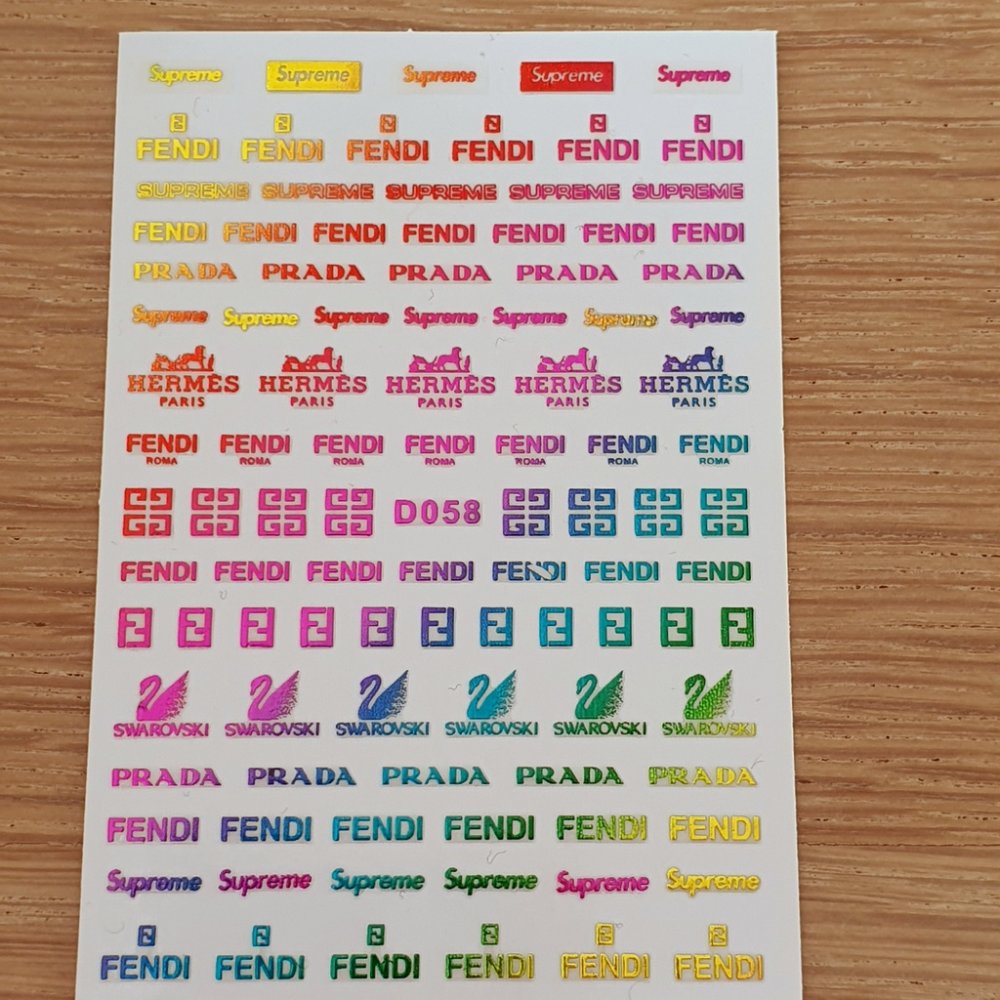 Supreme Supreme Supreme Supreme Supreme
FENDI FENDI FENDI FENDI FENDI FENDI
SUPREME SUPREME SUPREME SUPREME SUPREME
FENDI FENDI FENDI FENDI FENDI FENDI FENDI
PRADA PRADA PRADA PRADA PRADA
Supreme Supreme Supreme Supreme Supreme Supreme Supreme
HERMÈS HERMÈS HERMÈS HERMÈS HERMÈS
PARIS PARIS PARIS PARIS PARIS
FENDI FENDI FENDI FENDI FENDI FENDI FENDI
ROMA ROMA ROMA ROMA ROMA ROMA ROMA
D058
FENDI FENDI FENDI FENDI FENDI FENDI FENDI
SWAROVSKI SWAROVSKI SWAROVSKI SWAROVSKI SWAROVSKI SWAROVSKI
PRADA PRADA PRADA PRADA PRADA
FENDI FENDI FENDI FENDI FENDI FENDI
Supreme Supreme Supreme Supreme Supreme Supreme
FENDI FENDI FENDI FENDI FENDI FENDI